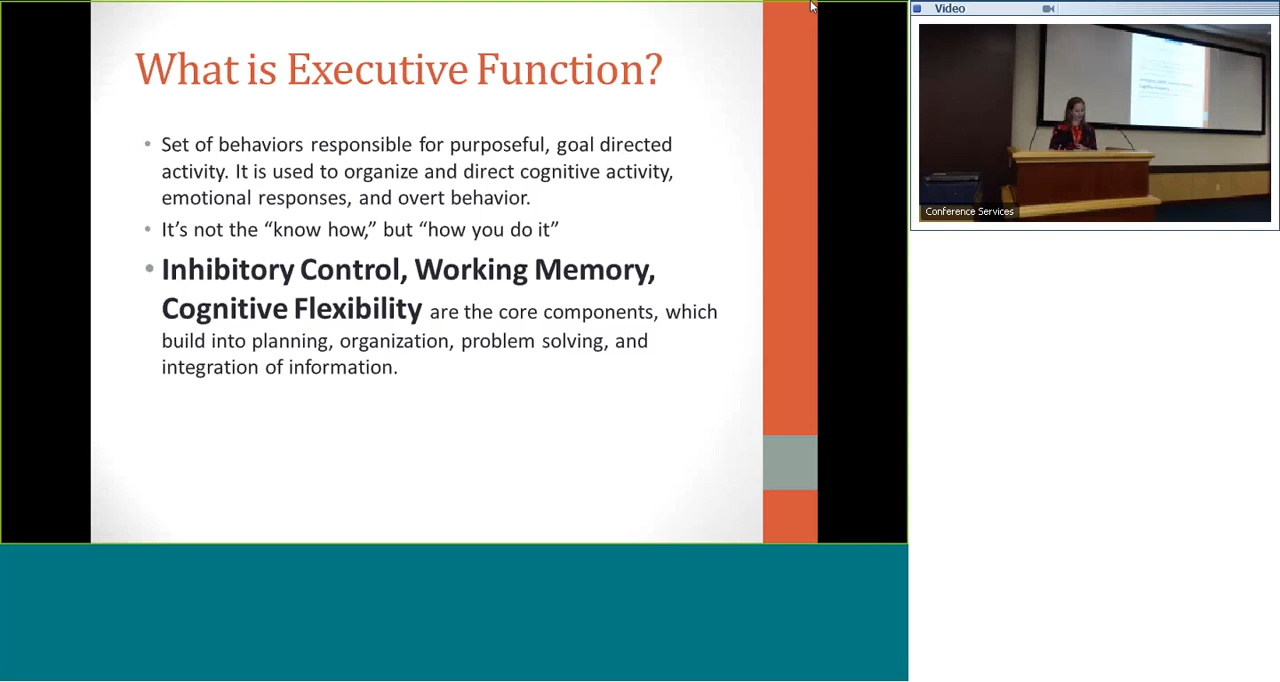 What is Executive Function?
• Set of behaviors responsible for purposeful, goal directed
activity. It is used to organize and direct cognitive activity,
emotional responses, and overt behavior.
• It’s not the “know how,” but “how you do it”
• Inhibitory Control, Working Memory,
Cognitive Flexibility are the core components, which
build into planning, organization, problem solving, and
integration of information.
Video
Conference Services